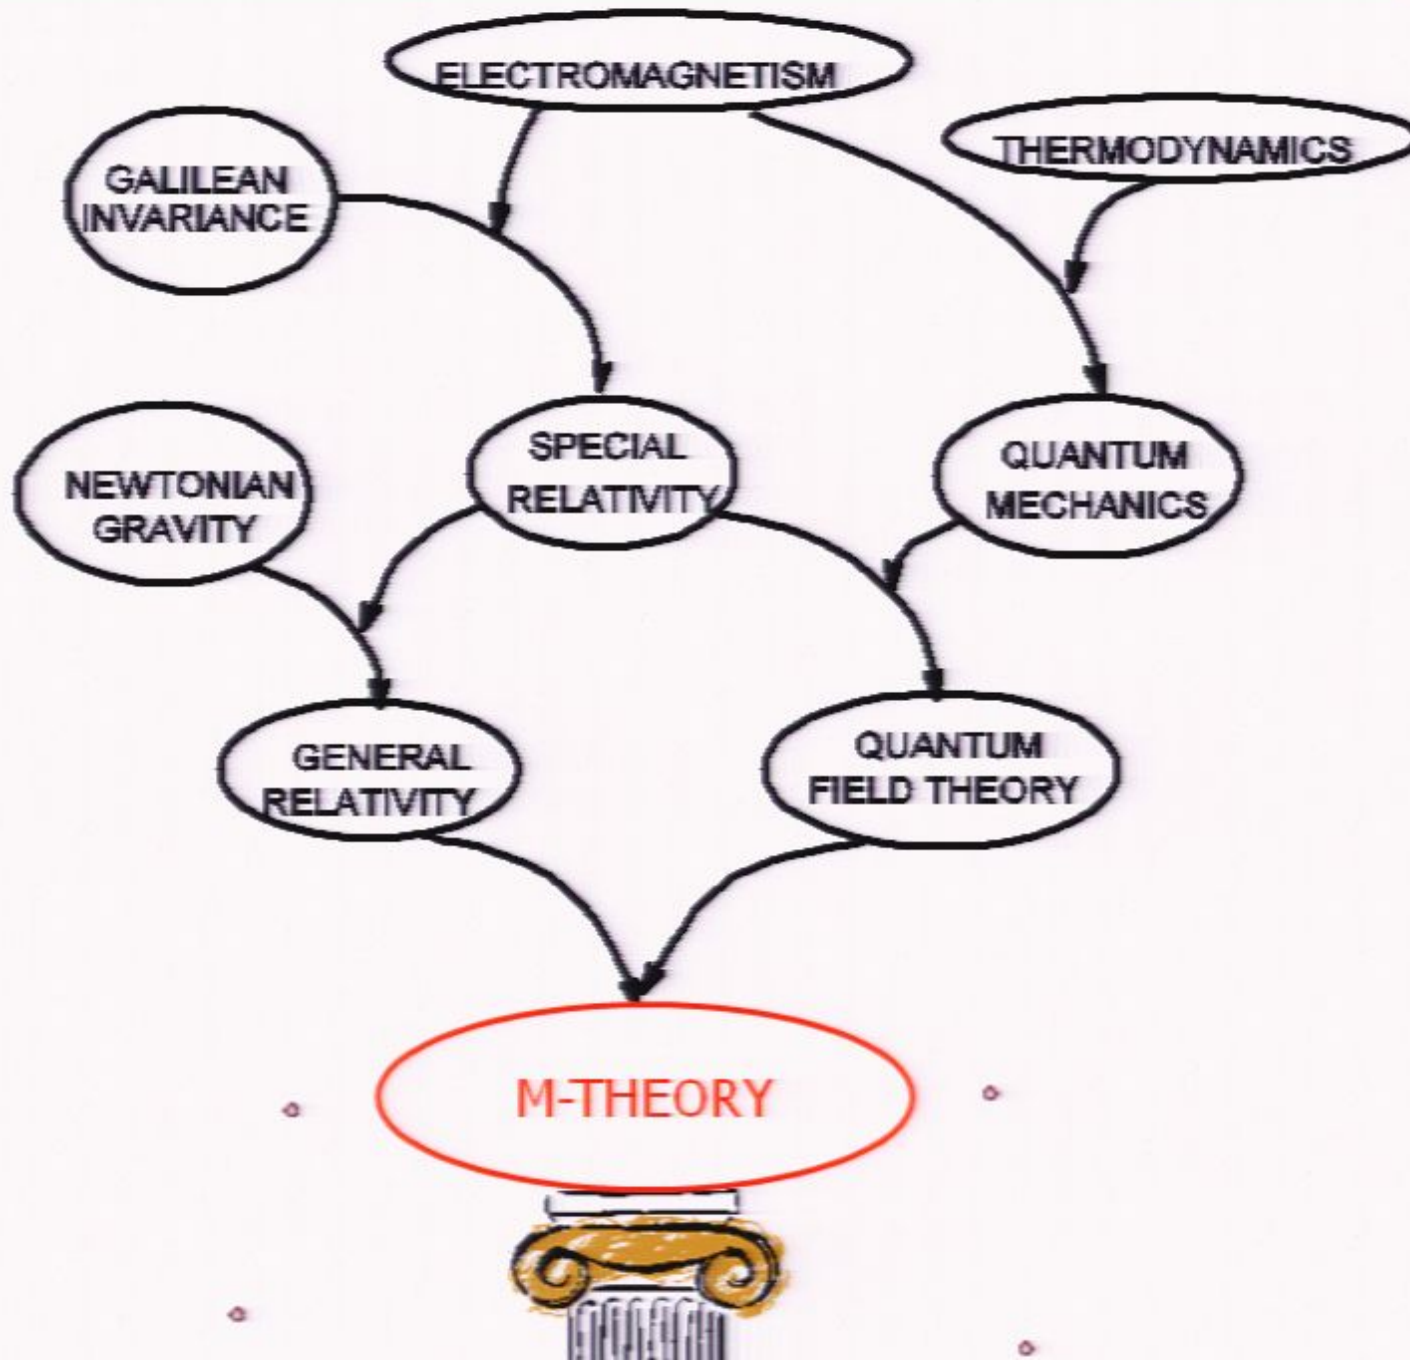 ELECTROMAGNETISM
THERMODYNAMICS
GALILEAN
INVARIANCE
SPECIAL
RELATIVITY
QUANTUM
MECHANICS
NEWTONIAN
GRAVITY
GENERAL
RELATIVITY
QUANTUM
FIELD THEORY
M-THEORY